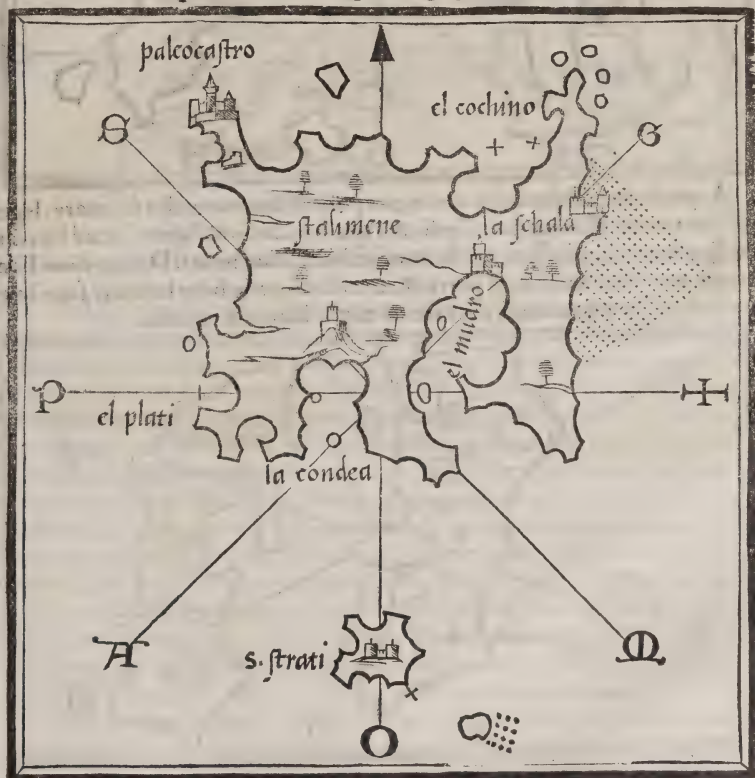 palcocastro
el cochino
S
G
stalimene
la schala
el mudro
P
el plati
la condea
A
s. strati
M
O